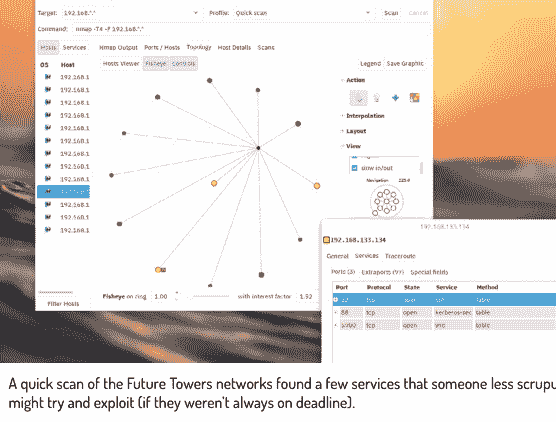 Target: 192.168.*.* Profile: Quick scan Scan Cancel
Command: nmap -T4 -F 192.168.*.*
Hosts Services Nmap Output Ports / Hosts Topology Host Details Scans
OS Host
Hosts Viewer Fisheye Controls Legend Save Graphic
192.168.1
192.168.1
192.168.1
192.168.1
192.168.1
192.168.1
192.168.1
192.168.1
192.168.1
192.168.1
192.168.1
192.168.1
Action
Interpolation
Layout
View
slow in/out
Navigation
Filter Hosts
Fisheye on ring 1.00 with interest factor 1.92
192.168.133.134
192.168.133.134
General Services Traceroute
Ports (3) Extraports (97) Special fields
Port Protocol State Service Method
tcp open table
88 tcp open kerberos-sec table
tcp open vnc table
A quick scan of the Future Towers networks found a few services that someone less scrupu
might try and exploit (if they weren't always on deadline).